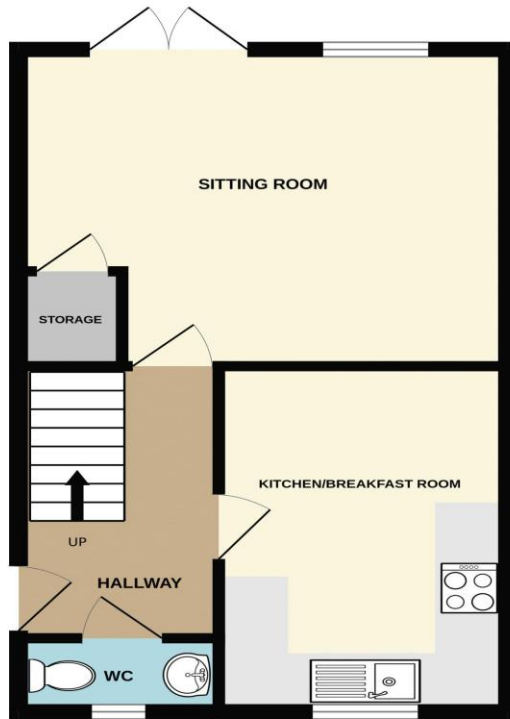 SITTING ROOM
STORAGE
KITCHEN/BREAKFAST ROOM
UP
HALLWAY
WC